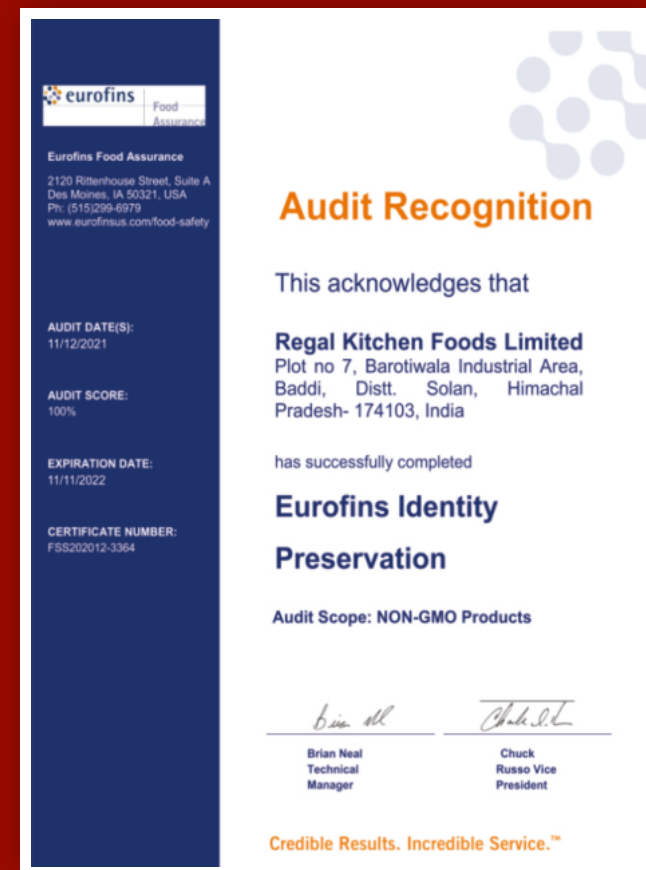 eurofins
Food
Assurance
Eurofins Food Assurance
2120 Rittenhouse Street, Suite A
Des Moines, IA 50321, USA
Ph: (515)299-6979
www.eurofinsus.com/food-safety
AUDIT DATE(S):
11/12/2021
AUDIT SCORE:
100%
EXPIRATION DATE:
11/11/2022
CERTIFICATE NUMBER:
FSS202012-3364
Audit Recognition
This acknowledges that
Regal Kitchen Foods Limited
Plot no 7, Barotiwala Industrial Area,
Baddi, Distt. Solan, Himachal
Pradesh- 174103, India
has successfully completed
Eurofins Identity
Preservation
Audit Scope: NON-GMO Products
Brian Neal
Technical
Manager
Chuck
Russo Vice
President
Credible Results. Incredible Service.™